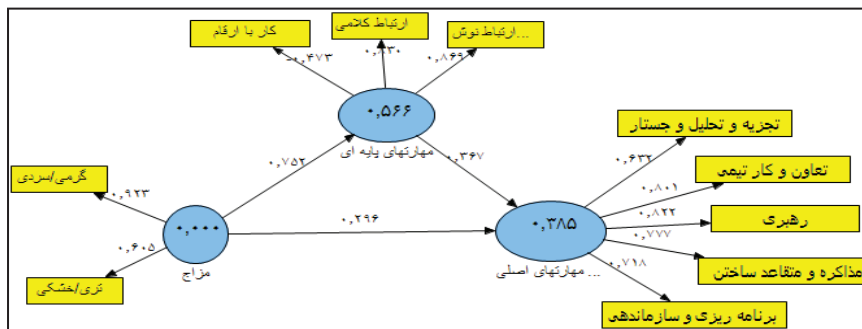 کار با ارقام
ارتباط کلامی
ارتباط نوش...
-۰,۴۷۳
۰,۸۳۰
۰,۸۶۹
۰,۵۶۶
مهارتهای پایه ای
تجزیه و تحلیل و جستار
۰,۶۳۲
۰,۷۵۲
۰,۳۶۷
گرمی/سردی
۰,۹۲۳
تعاون و کار تیمی
۰,۸۰۱
۰,۸۲۲
رهبری
۰,۰۰۰
۰,۲۹۶
۰,۳۸۵
۰,۷۷۷
۰,۶۰۵
مزاج
مهارتهای اصلی ...
۰,۷۱۸
مذاکره و متقاعد ساختن
تری/خشکی
برنامه ریزی و سازماندهی